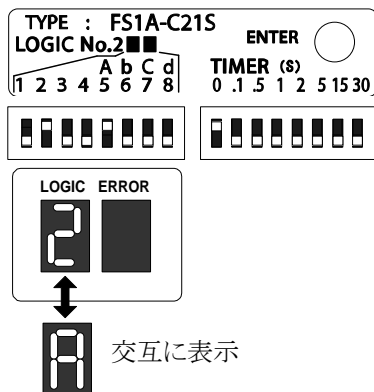 TYPE : FS1A-C21S
LOGIC No.2■■
ENTER
A b C d
TIMER (S)
1 2 3 4 5 6 7 8
0 .1 .5 1 2 5 15 30
LOGIC ERROR
2
A 交互に表示